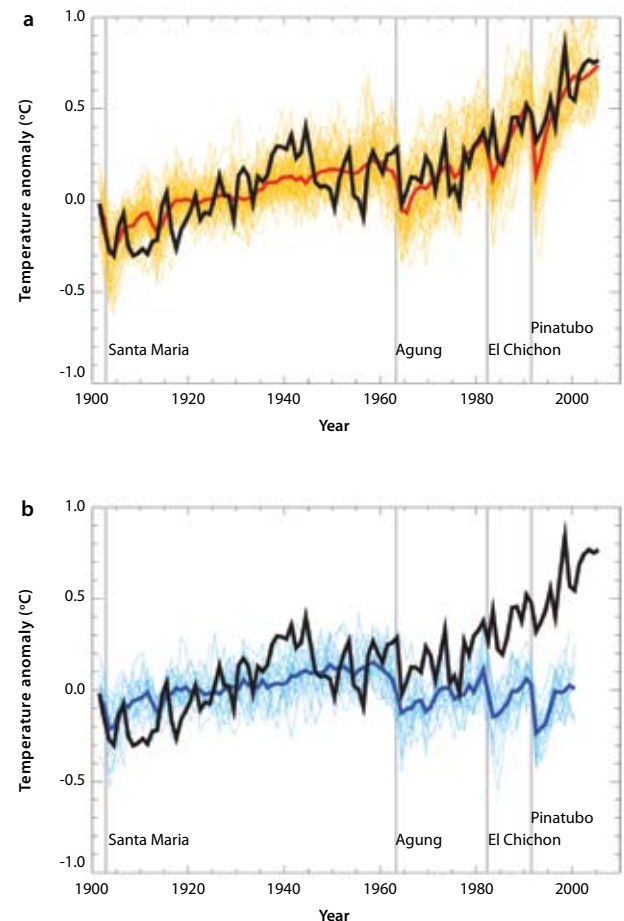 a
1.0
0.5
0.0
-0.5
-1.0
Temperature anomaly (°C)
Santa Maria
Agung
El Chichon
Pinatubo
1900 1920 1940 1960 1980 2000
Year
b
1.0
0.5
0.0
-0.5
-1.0
Temperature anomaly (°C)
Santa Maria
Agung
El Chichon
Pinatubo
1900 1920 1940 1960 1980 2000
Year